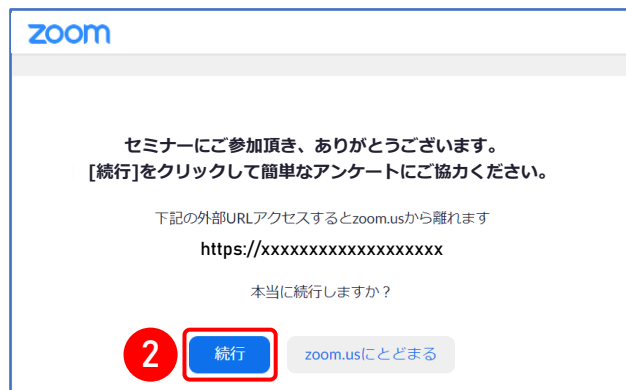 zoom
セミナーにご参加頂き、ありがとうございます。
[続行]をクリックして簡単なアンケートにご協力ください。
下記の外部URLアクセスするとzoom.usから離れます
https://xxxxxxxxxxxxxxxxxxx
本当に続行しますか？
2 続行 zoom.usにとどまる